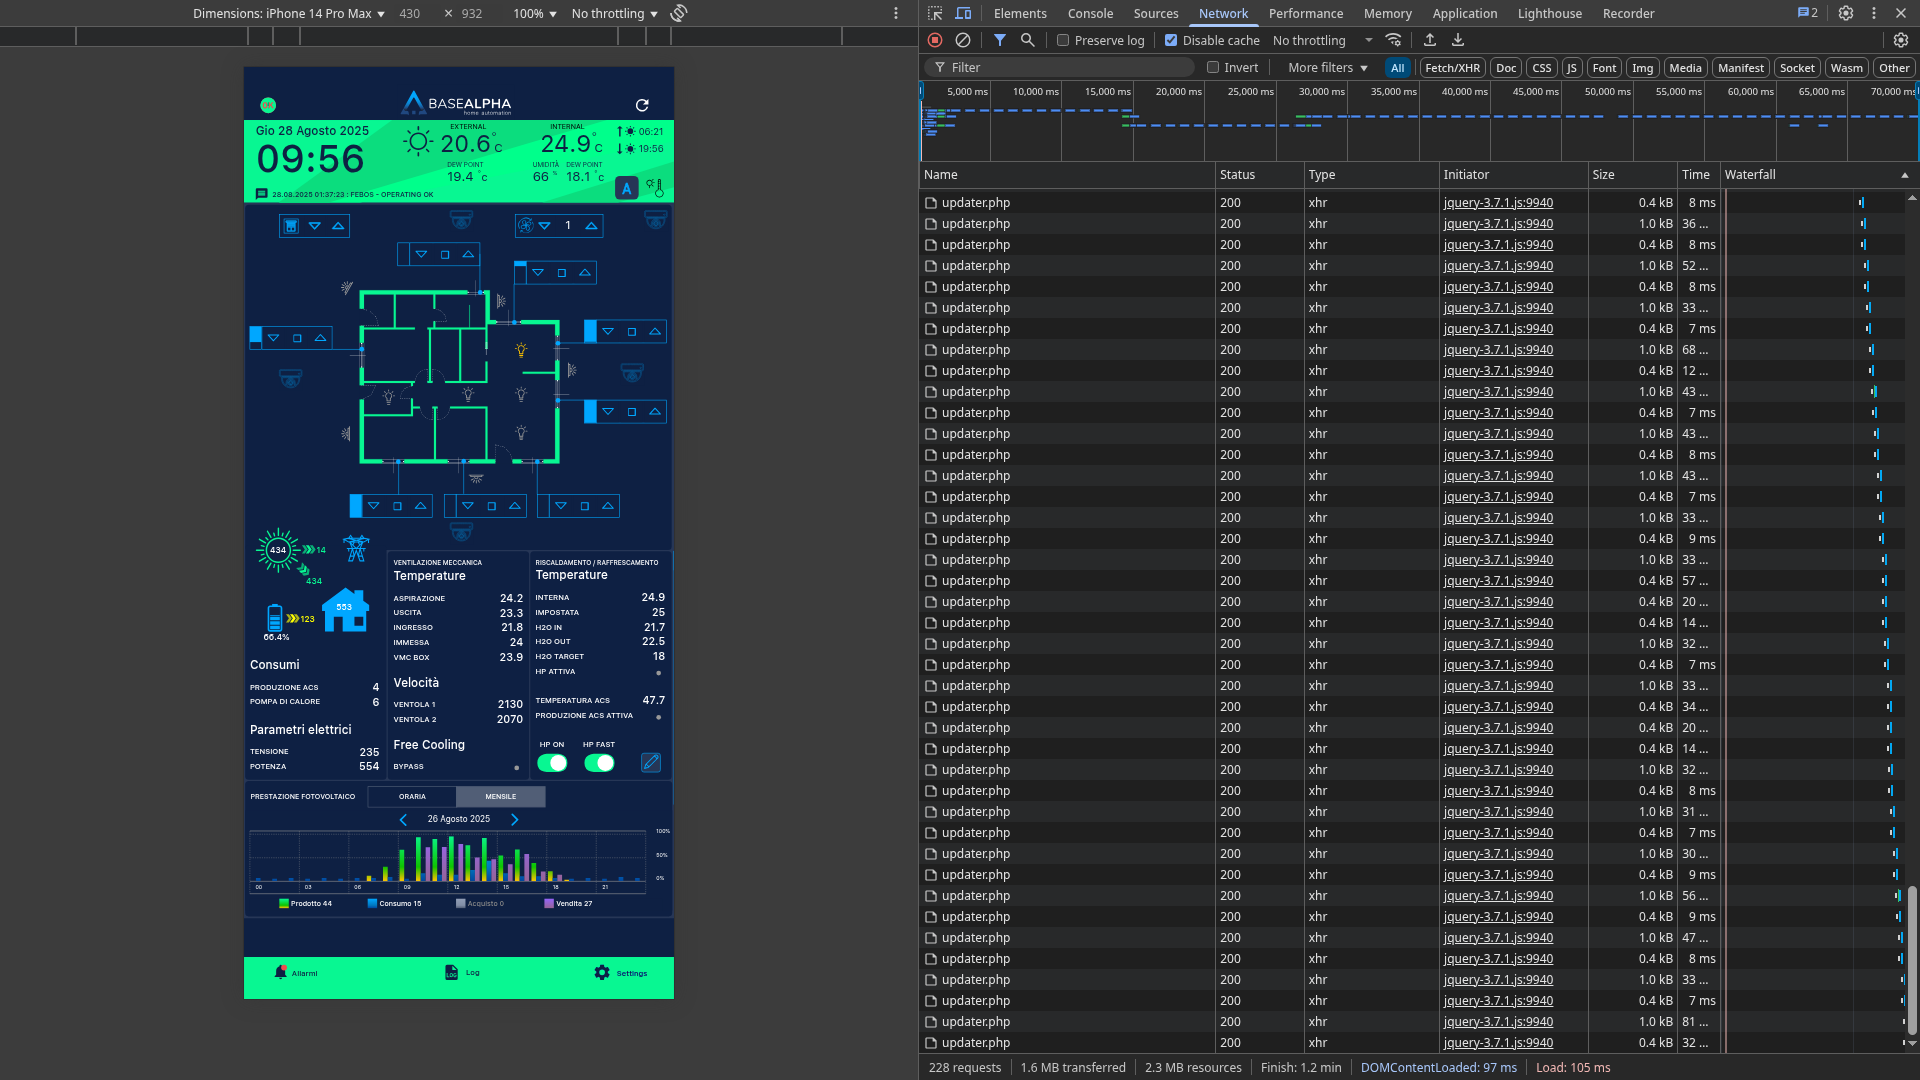 Dimensions: iPhone 14 Pro Max 430 × 932 100% No throttling
BASEALPHA
home automation
OK
Gio 28 Agosto 2025
09:56
EXTERNAL
20.6 °C
DEW POINT
19.4 °C
INTERNAL
24.9 °C
UMIDITÀ DEW POINT
66 % 18.1 °C
06:21
19:56
28.08.2025 01:37:23 : FEBOS - OPERATING OK
A
1
434
14
434
553
123
66.4%
Consumi
PRODUZIONE ACS 4
POMPA DI CALORE 6
Parametri elettrici
TENSIONE 235
POTENZA 554
VENTILAZIONE MECCANICA
Temperature
ASPIRAZIONE 24.2
USCITA 23.3
INGRESSO 21.8
IMMESSA 24
VMC BOX 23.9
Velocità
VENTOLA 1 2130
VENTOLA 2 2070
Free Cooling
BYPASS
RISCALDAMENTO / RAFFRESCAMENTO
Temperature
INTERNA 24.9
IMPOSTATA 25
H2O IN 21.7
H2O OUT 22.5
H2O TARGET 18
HP ATTIVA
TEMPERATURA ACS 47.7
PRODUZIONE ACS ATTIVA
HP ON HP FAST
PRESTAZIONE FOTOVOLTAICO ORARIA MENSILE
26 Agosto 2025
100%
50%
0%
00 03 06 09 12 15 18 21
Prodotto 44 Consumo 15 Acquisto 0 Vendita 27
Allarmi LOG Log Settings
Elements Console Sources Network Performance Memory Application Lighthouse Recorder 2
Preserve log Disable cache No throttling
Filter Invert More filters All Fetch/XHR Doc CSS JS Font Img Media Manifest Socket Wasm Other
5,000 ms 10,000 ms 15,000 ms 20,000 ms 25,000 ms 30,000 ms 35,000 ms 40,000 ms 45,000 ms 50,000 ms 55,000 ms 60,000 ms 65,000 ms 70,000 ms
Name Status Type Initiator Size Time Waterfall
updater.php 200 xhr jquery-3.7.1.js:9940 0.4 kB 8 ms
updater.php 200 xhr jquery-3.7.1.js:9940 1.0 kB 36 ...
updater.php 200 xhr jquery-3.7.1.js:9940 0.4 kB 8 ms
updater.php 200 xhr jquery-3.7.1.js:9940 1.0 kB 52 ...
updater.php 200 xhr jquery-3.7.1.js:9940 0.4 kB 8 ms
updater.php 200 xhr jquery-3.7.1.js:9940 1.0 kB 33 ...
updater.php 200 xhr jquery-3.7.1.js:9940 0.4 kB 7 ms
updater.php 200 xhr jquery-3.7.1.js:9940 1.0 kB 68 ...
updater.php 200 xhr jquery-3.7.1.js:9940 0.4 kB 12 ...
updater.php 200 xhr jquery-3.7.1.js:9940 1.0 kB 43 ...
updater.php 200 xhr jquery-3.7.1.js:9940 0.4 kB 7 ms
updater.php 200 xhr jquery-3.7.1.js:9940 1.0 kB 43 ...
updater.php 200 xhr jquery-3.7.1.js:9940 0.4 kB 8 ms
updater.php 200 xhr jquery-3.7.1.js:9940 1.0 kB 43 ...
updater.php 200 xhr jquery-3.7.1.js:9940 0.4 kB 7 ms
updater.php 200 xhr jquery-3.7.1.js:9940 1.0 kB 33 ...
updater.php 200 xhr jquery-3.7.1.js:9940 0.4 kB 9 ms
updater.php 200 xhr jquery-3.7.1.js:9940 1.0 kB 33 ...
updater.php 200 xhr jquery-3.7.1.js:9940 0.4 kB 57 ...
updater.php 200 xhr jquery-3.7.1.js:9940 0.4 kB 20 ...
updater.php 200 xhr jquery-3.7.1.js:9940 0.4 kB 14 ...
updater.php 200 xhr jquery-3.7.1.js:9940 1.0 kB 32 ...
updater.php 200 xhr jquery-3.7.1.js:9940 0.4 kB 7 ms
updater.php 200 xhr jquery-3.7.1.js:9940 1.0 kB 33 ...
updater.php 200 xhr jquery-3.7.1.js:9940 0.4 kB 34 ...
updater.php 200 xhr jquery-3.7.1.js:9940 0.4 kB 20 ...
updater.php 200 xhr jquery-3.7.1.js:9940 0.4 kB 14 ...
updater.php 200 xhr jquery-3.7.1.js:9940 1.0 kB 32 ...
updater.php 200 xhr jquery-3.7.1.js:9940 0.4 kB 8 ms
updater.php 200 xhr jquery-3.7.1.js:9940 1.0 kB 31 ...
updater.php 200 xhr jquery-3.7.1.js:9940 0.4 kB 7 ms
updater.php 200 xhr jquery-3.7.1.js:9940 1.0 kB 30 ...
updater.php 200 xhr jquery-3.7.1.js:9940 0.4 kB 9 ms
updater.php 200 xhr jquery-3.7.1.js:9940 1.0 kB 56 ...
updater.php 200 xhr jquery-3.7.1.js:9940 0.4 kB 9 ms
updater.php 200 xhr jquery-3.7.1.js:9940 1.0 kB 47 ...
updater.php 200 xhr jquery-3.7.1.js:9940 0.4 kB 8 ms
updater.php 200 xhr jquery-3.7.1.js:9940 1.0 kB 33 ...
updater.php 200 xhr jquery-3.7.1.js:9940 0.4 kB 7 ms
updater.php 200 xhr jquery-3.7.1.js:9940 1.0 kB 81 ...
updater.php 200 xhr jquery-3.7.1.js:9940 0.4 kB 32 ...
228 requests 1.6 MB transferred 2.3 MB resources Finish: 1.2 min DOMContentLoaded: 97 ms Load: 105 ms